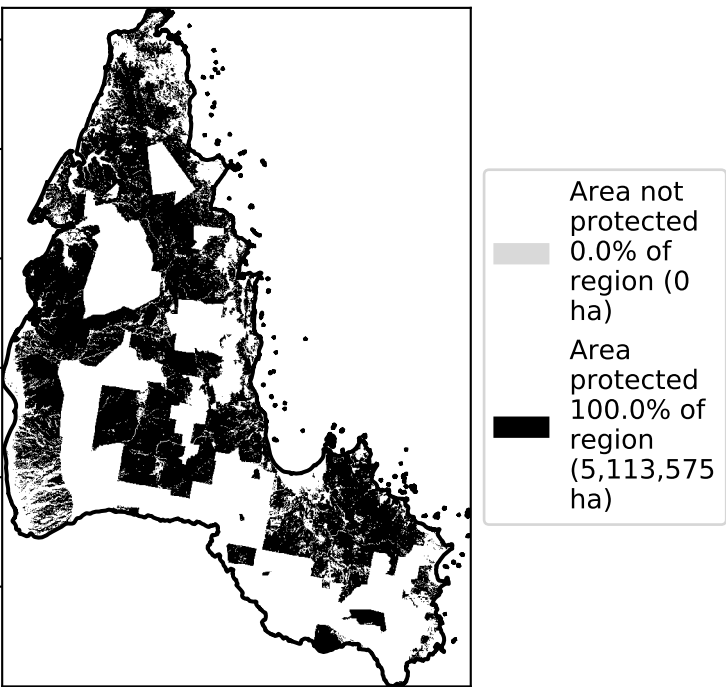 Area not
protected
0.0% of
region (0
ha)
Area
protected
100.0% of
region
(5,113,575
ha)